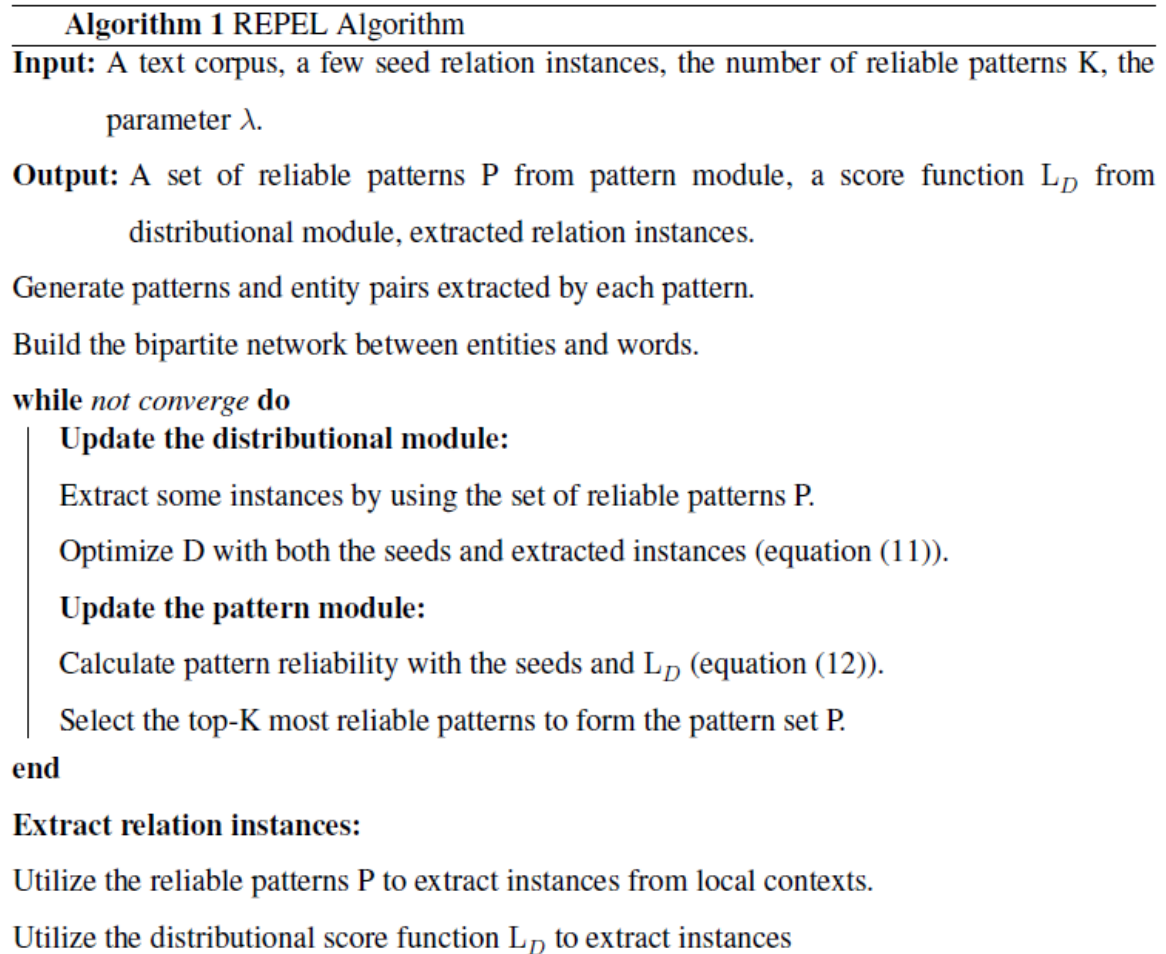 Algorithm 1 REPEL Algorithm
Input: A text corpus, a few seed relation instances, the number of reliable patterns K, the
parameter λ.
Output: A set of reliable patterns P from pattern module, a score function L_D from
distributional module, extracted relation instances.
Generate patterns and entity pairs extracted by each pattern.
Build the bipartite network between entities and words.
while not converge do
Update the distributional module:
Extract some instances by using the set of reliable patterns P.
Optimize D with both the seeds and extracted instances (equation (11)).
Update the pattern module:
Calculate pattern reliability with the seeds and L_D (equation (12)).
Select the top-K most reliable patterns to form the pattern set P.
end
Extract relation instances:
Utilize the reliable patterns P to extract instances from local contexts.
Utilize the distributional score function L_D to extract instances